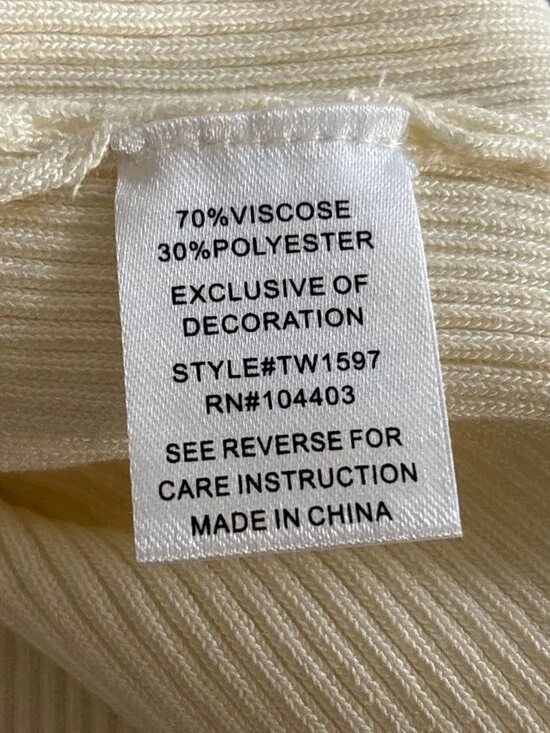 70%VISCOSE
30%POLYESTER
EXCLUSIVE OF
DECORATION
STYLE#TW1597
RN#104403
SEE REVERSE FOR
CARE INSTRUCTION
MADE IN CHINA